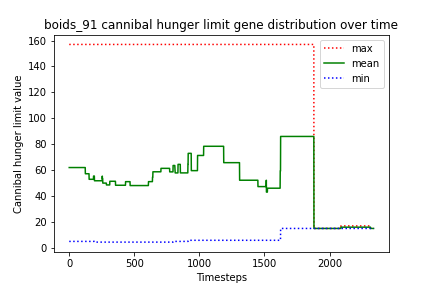 boids_91 cannibal hunger limit gene distribution over time
max
mean
min
Cannibal hunger limit value
160
140
120
100
80
60
40
20
0
0 500 1000 1500 2000
Timesteps